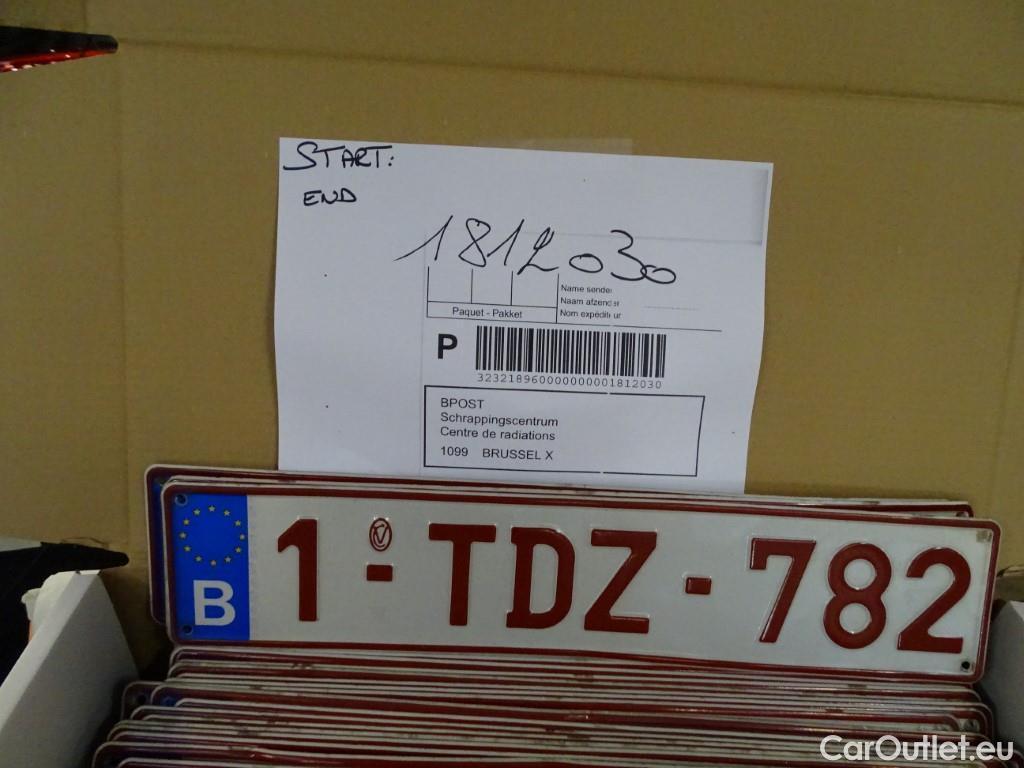 START:
END
1812030
Name sender
Naam afzender
Nom expéditeur
Paquet - Pakket
P
323218960000000001812030
BPOST
Schrappingscentrum
Centre de radiations
1099 BRUSSEL X
B 1-TDZ-782
CarOutlet.eu